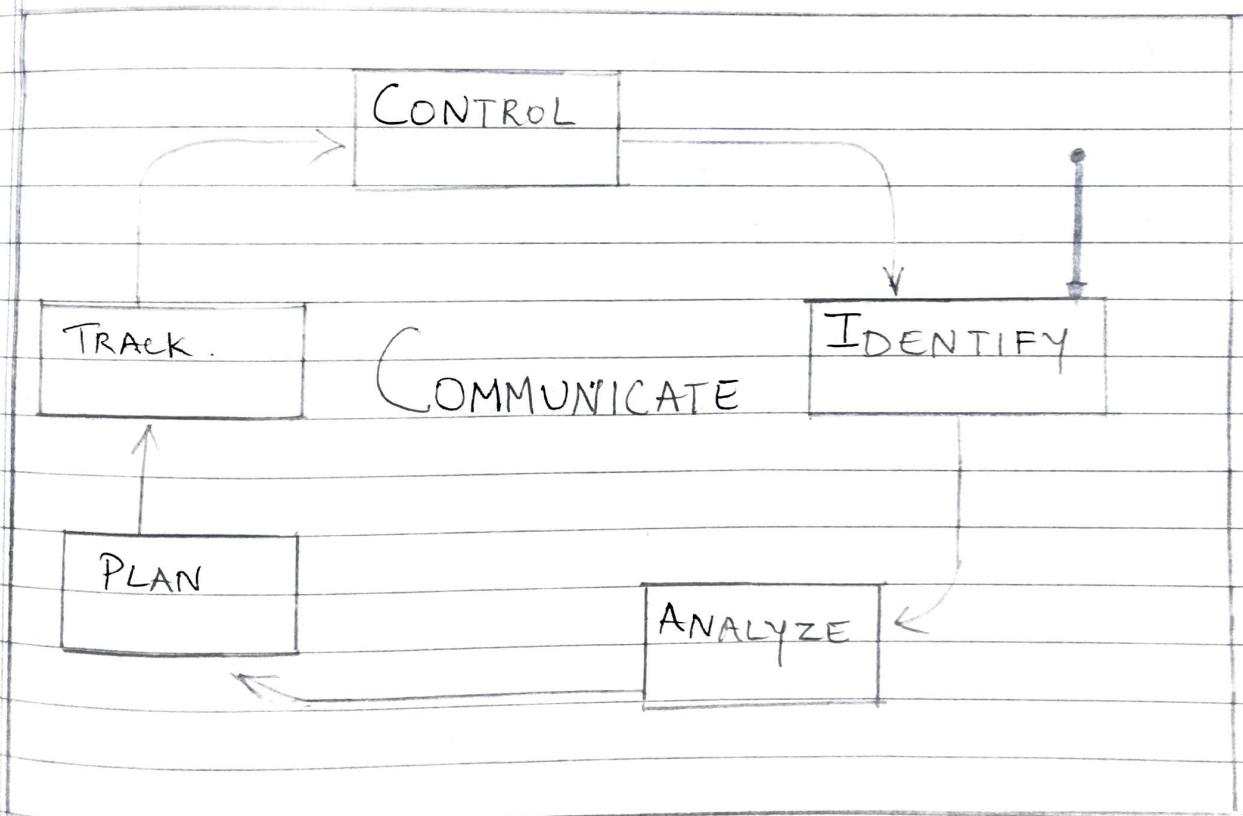 CONTROL
TRACK.
COMMUNICATE
IDENTIFY
PLAN
ANALYZE